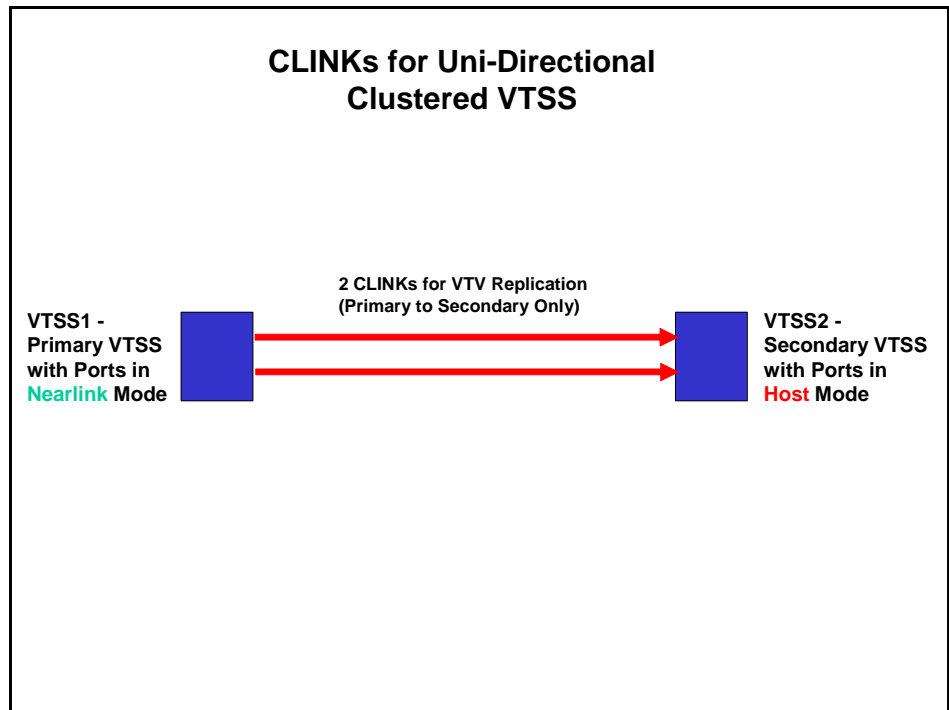 CLINKs for Uni-Directional
Clustered VTSS
2 CLINKs for VTV Replication
(Primary to Secondary Only)
VTSS1 -
Primary VTSS
with Ports in
Nearlink Mode
VTSS2 -
Secondary VTSS
with Ports in
Host Mode